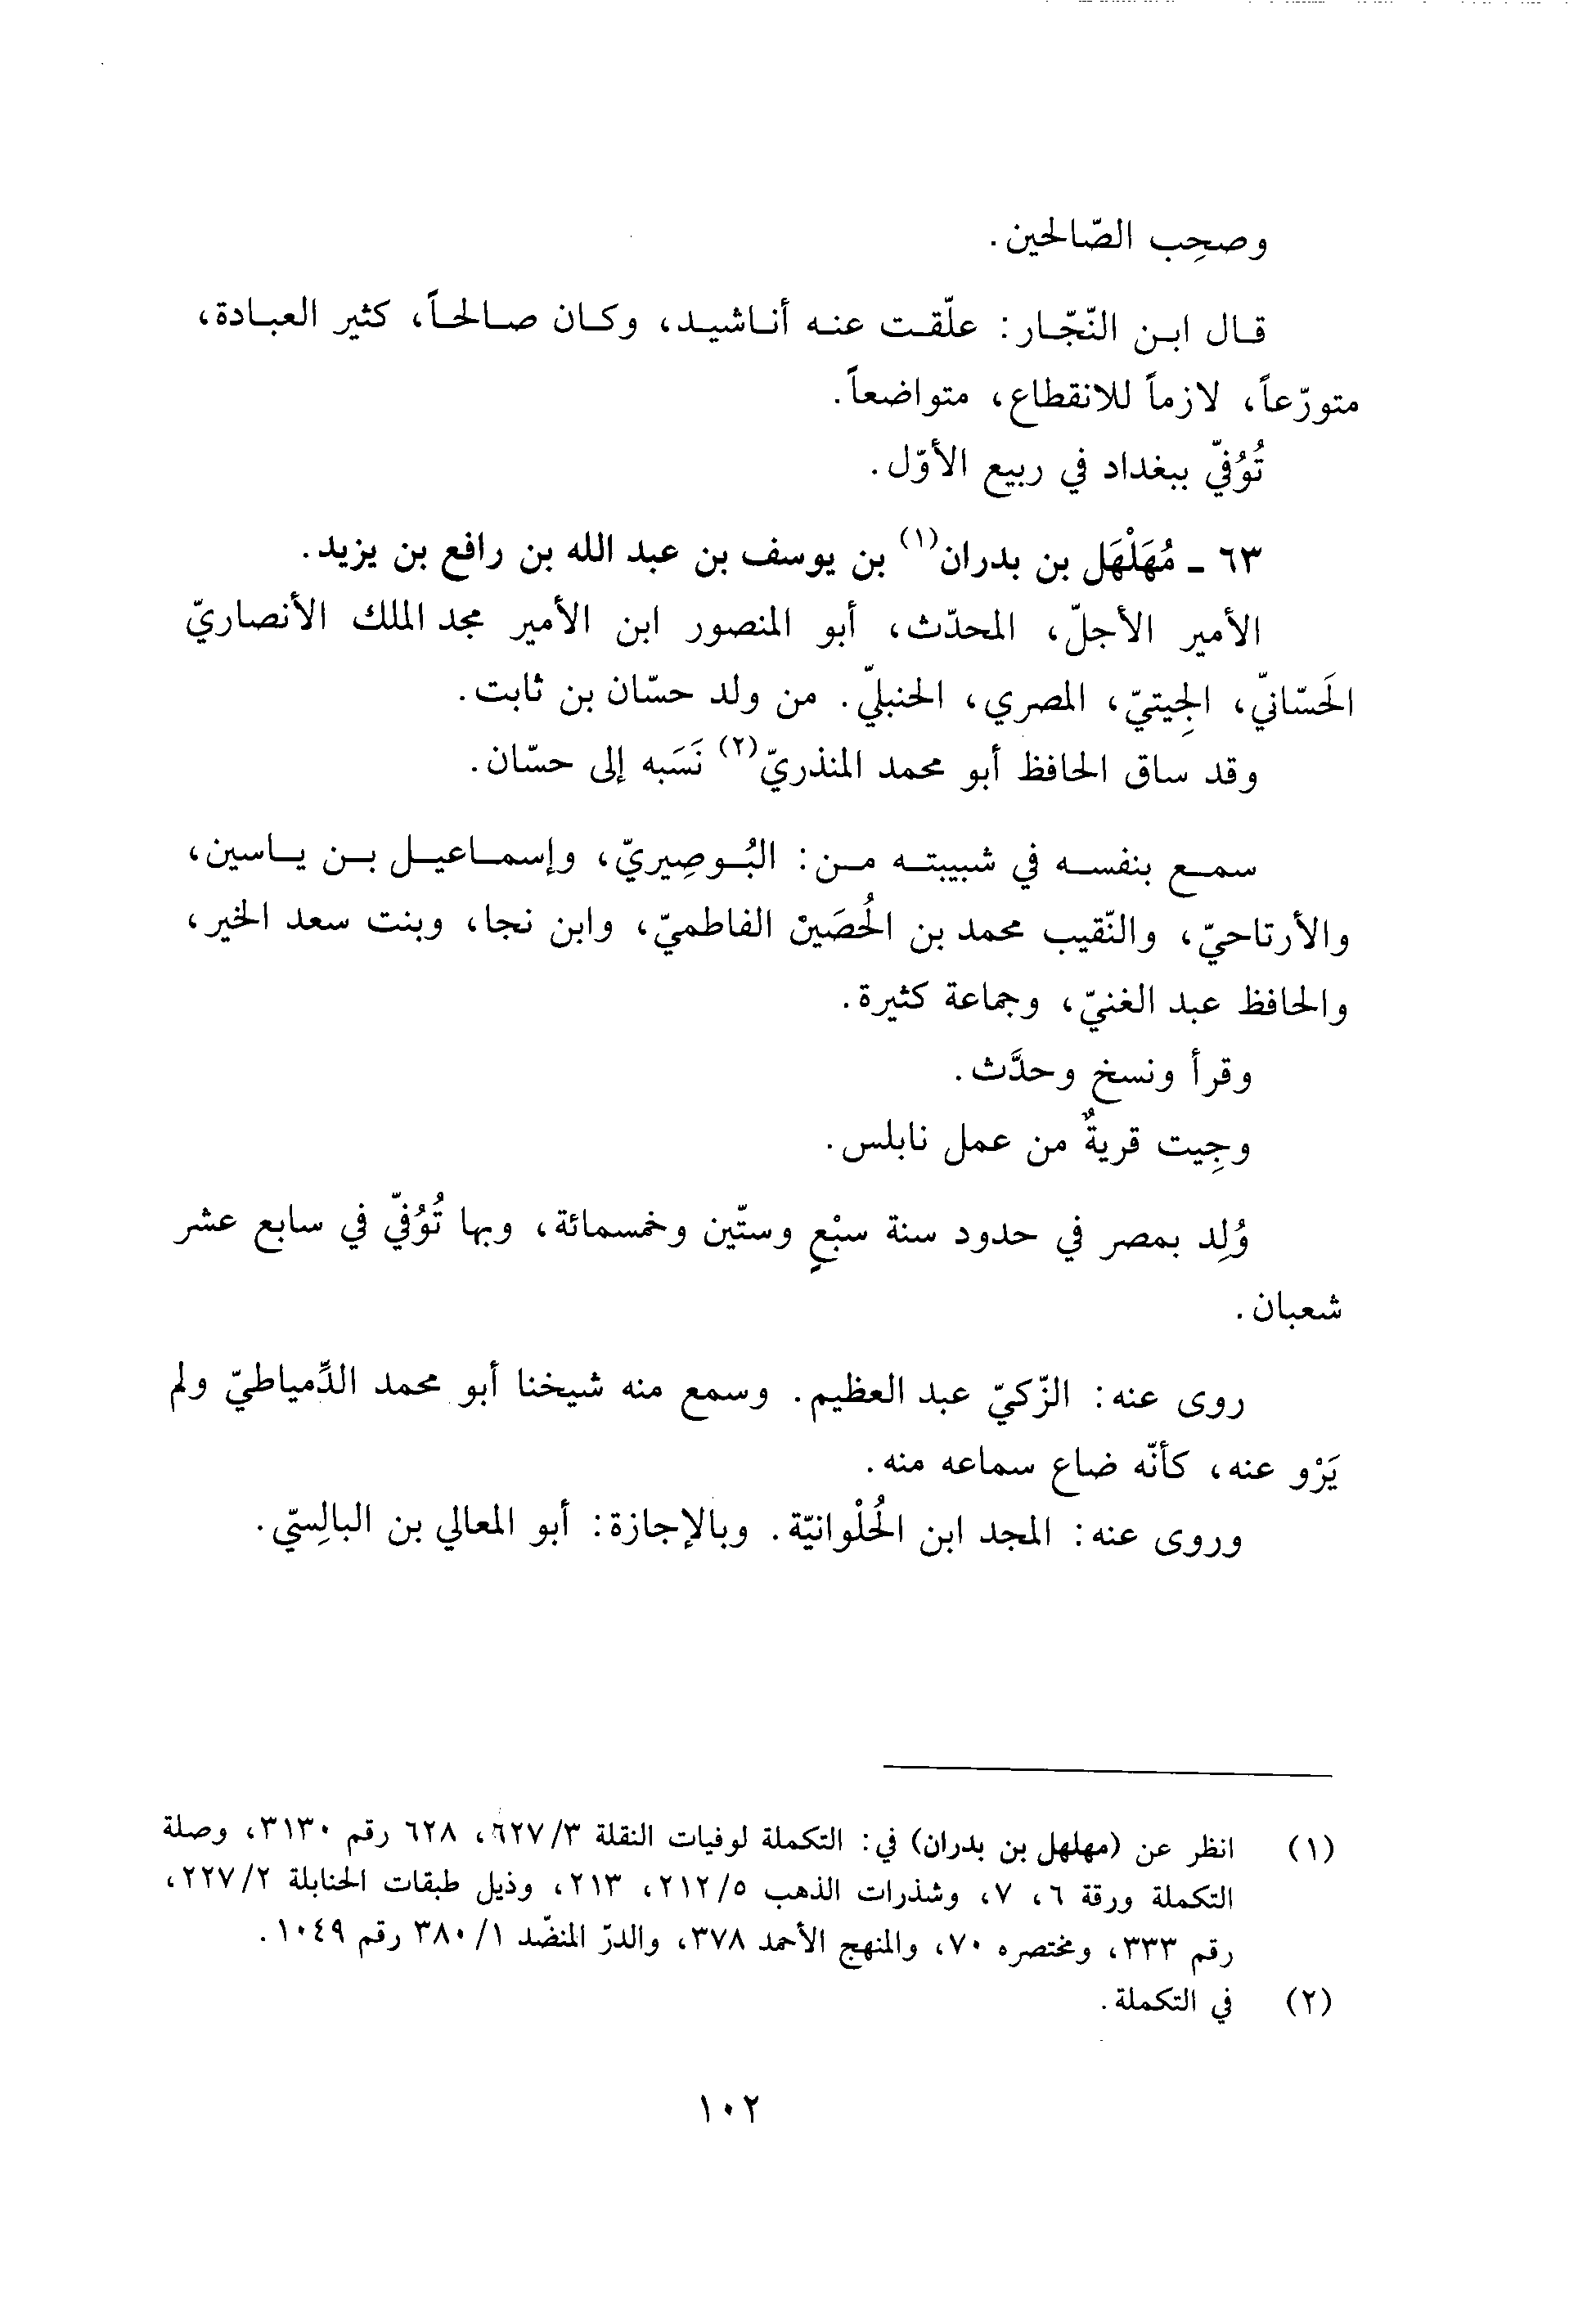 وصحِب الصّالحين.
قال ابن النّجّار: علّقت عنه أناشيد، وكان صالحاً، كثير العبادة،
متورّعاً، لازماً للانقطاع، متواضعاً.
تُوُفّي ببغداد في ربيع الأوّل.
٦٣ - مُهَلْهَل بن بدران(١) بن يوسف بن عبد الله بن رافع بن يزيد.
الأمير الأجلّ، المحدّث، أبو المنصور ابن الأمير مجد الملك الأنصاريّ
الحَسّانيّ، الجِيتيّ، المصري، الحنبليّ. من ولد حسّان بن ثابت.
وقد ساق الحافظ أبو محمد المنذريّ(٢) نَسَبه إلى حسّان.
سمع بنفسه في شبيبته من: البُوصِيريّ، وإسماعيل بن ياسين،
والأرتاحيّ، والنّقيب محمد بن الحُصَيْن الفاطميّ، وابن نجا، وبنت سعد الخير،
والحافظ عبد الغنيّ، وجماعة كثيرة.
وقرأ ونسخ وحدَّث.
وجِيت قريةٌ من عمل نابلس.
وُلِد بمصر في حدود سنة سبْعٍ وستّين وخمسمائة، وبها تُوُفّي في سابع عشر
شعبان.
روى عنه: الزّكيّ عبد العظيم. وسمع منه شيخنا أبو محمد الدِّمياطيّ ولم
يَرْو عنه، كأنّه ضاع سماعه منه.
وروى عنه: المجد ابن الحُلْوانيّة. وبالإجازة: أبو المعالي بن البالِسيّ.
(١) انظر عن (مهلهل بن بدران) في: التكملة لوفيات النقلة ٣/ ٦٢٧، ٦٢٨ رقم ٣١٣٠، وصلة
التكملة ورقة ٦، ٧، وشذرات الذهب ٥/ ٢١٢، ٢١٣، وذيل طبقات الحنابلة ٢/ ٢٢٧،
رقم ٣٣٣، ومختصره ٧٠، والمنهج الأحمد ٣٧٨، والدرّ المنضّد ١/ ٣٨٠ رقم ١٠٤٩.
(٢) في التكملة.
١٠٢